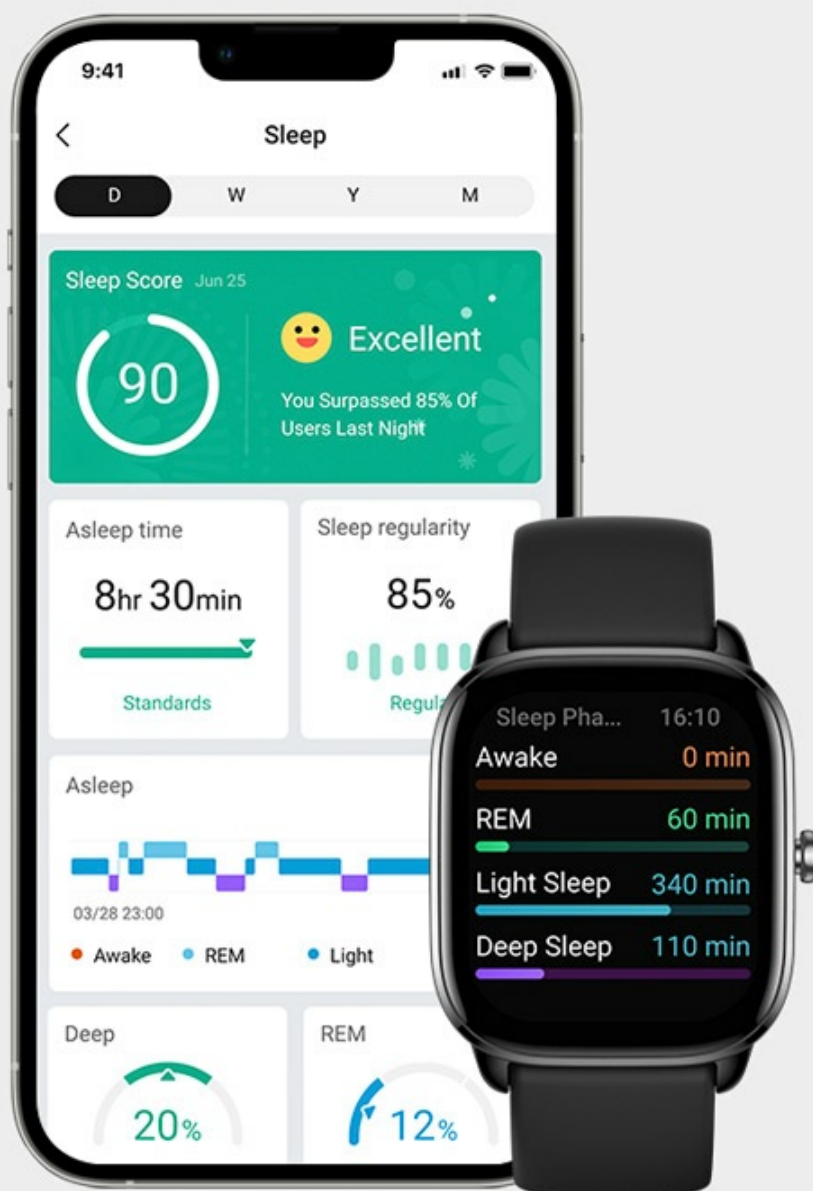 9:41
Sleep
D W Y M
Sleep Score Jun 25
90
Excellent
You Surpassed 85% Of
Users Last Night
Asleep time
8hr 30min
Standards
Sleep regularity
85%
Asleep
03/28 23:00
Awake REM Light
Deep
20%
REM
12%
Sleep Pha... 16:10
Awake 0 min
REM 60 min
Light Sleep 340 min
Deep Sleep 110 min